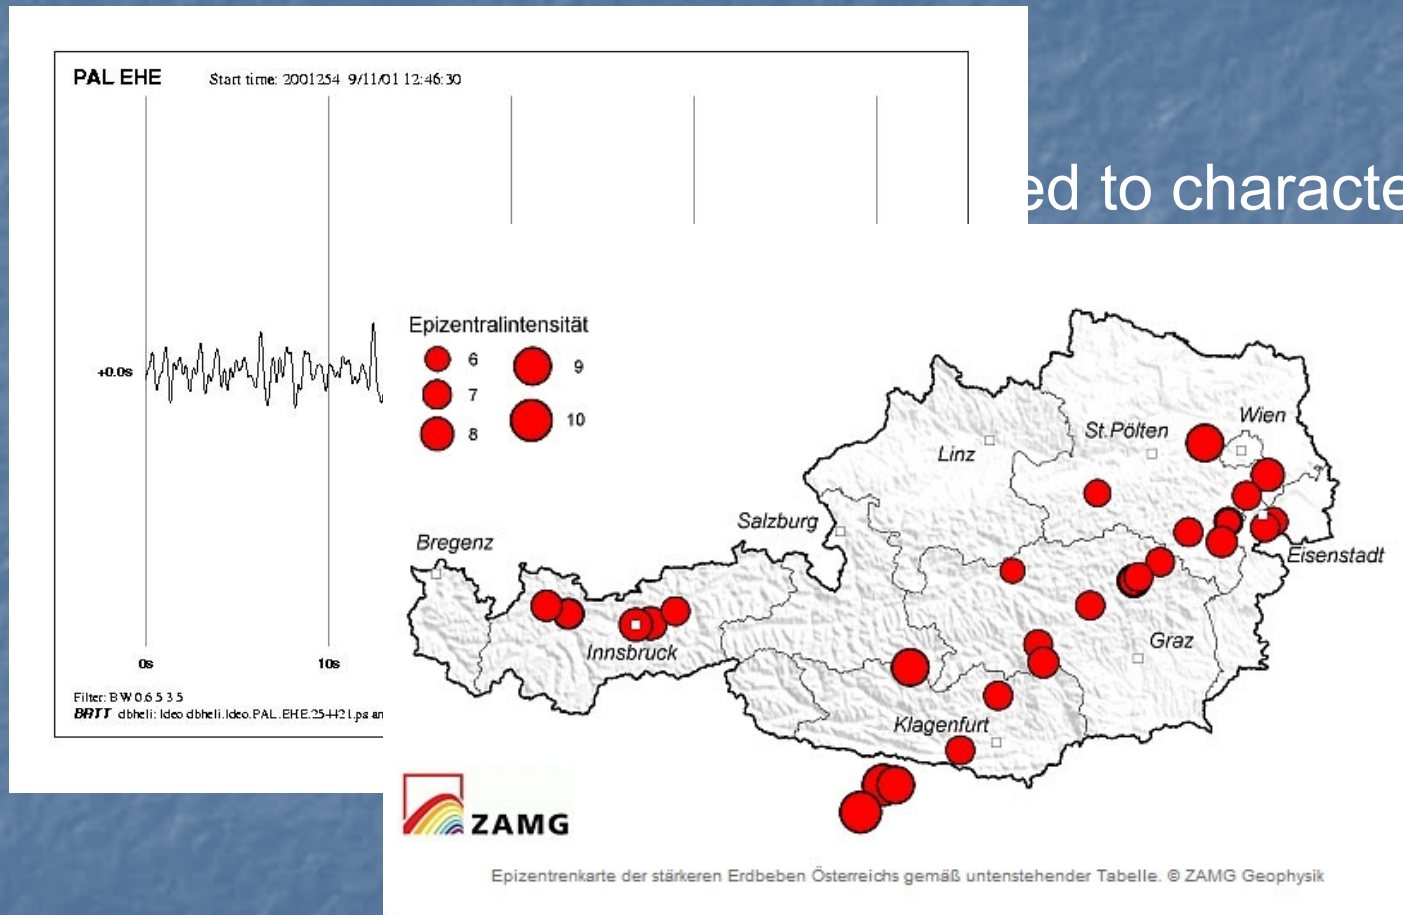 PAL EHE Start time: 2001254 9/11/01 12:46:30
ed to characte
+0.0s
0s 10s
Filter: BW 0.6 5 3 5
BRTT dbheli: ldeo dbheli.ldeo.PAL.EHE.254-H21.ps an
Epizentralintensität
6 9
7
8 10
Wien
St.Pölten
Linz
Salzburg
Bregenz
Eisenstadt
Graz
Innsbruck
Klagenfurt
ZAMG
Epizentrenkarte der stärkeren Erdbeben Österreichs gemäß untenstehender Tabelle. © ZAMG Geophysik